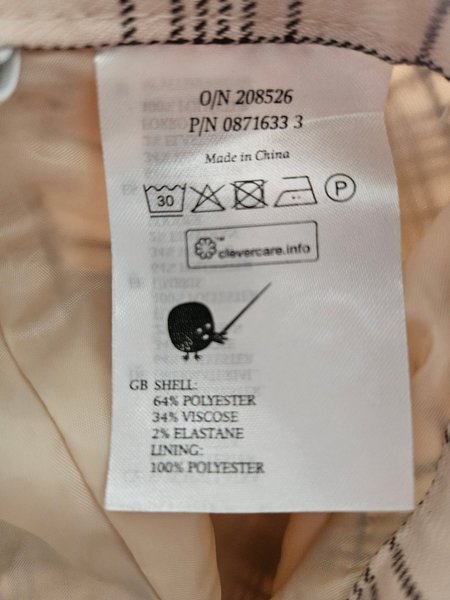 O/N 208526
P/N 0871633 3
Made in China
30 P
clevercare.info
GB SHELL:
64% POLYESTER
34% VISCOSE
2% ELASTANE
LINING:
100% POLYESTER